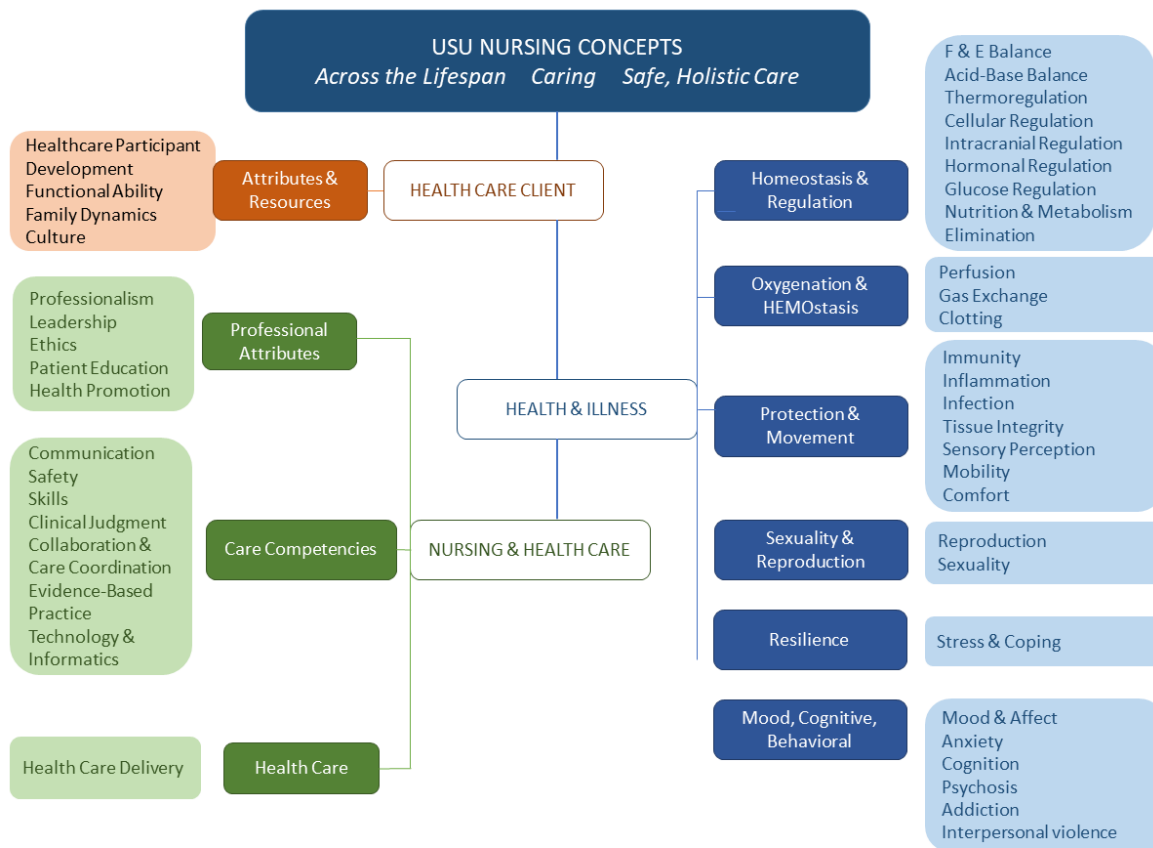 USU NURSING CONCEPTS
Across the Lifespan Caring Safe, Holistic Care
Healthcare Participant
Development
Functional Ability
Family Dynamics
Culture
Attributes &
Resources
HEALTH CARE CLIENT
Professionalism
Leadership
Ethics
Patient Education
Health Promotion
Professional
Attributes
Communication
Safety
Skills
Clinical Judgment
Collaboration &
Care Coordination
Evidence-Based
Practice
Technology &
Informatics
Care Competencies
NURSING & HEALTH CARE
Health Care Delivery
Health Care
HEALTH & ILLNESS
Homeostasis &
Regulation
F & E Balance
Acid-Base Balance
Thermoregulation
Cellular Regulation
Intracranial Regulation
Hormonal Regulation
Glucose Regulation
Nutrition & Metabolism
Elimination
Oxygenation &
HEMOstasis
Perfusion
Gas Exchange
Clotting
Protection &
Movement
Immunity
Inflammation
Infection
Tissue Integrity
Sensory Perception
Mobility
Comfort
Sexuality &
Reproduction
Reproduction
Sexuality
Resilience
Stress & Coping
Mood, Cognitive,
Behavioral
Mood & Affect
Anxiety
Cognition
Psychosis
Addiction
Interpersonal violence